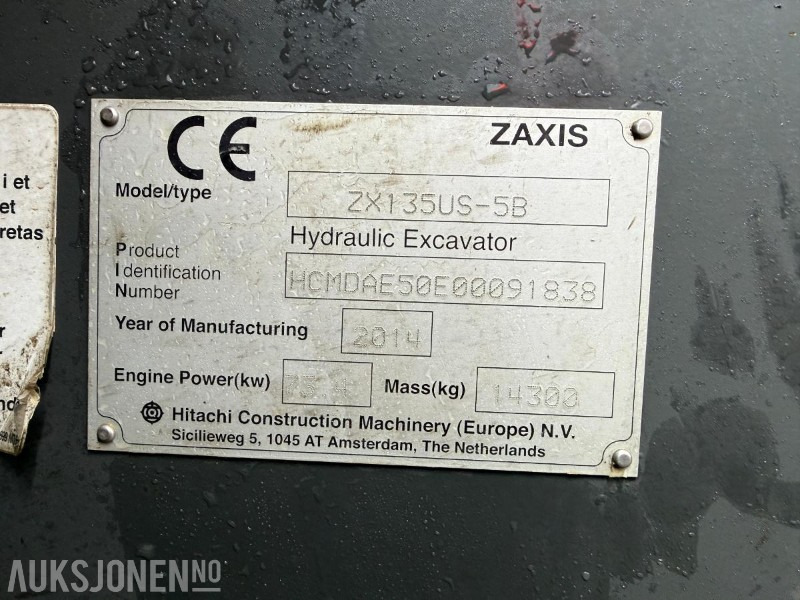 i et
et
retas
CE
ZAXIS
Model/type ZX135US-5B
Hydraulic Excavator
Product
Identification
Number HCMDAE50E00091838
Year of Manufacturing 2014
Engine Power(kw) Mass(kg) 14300
Hitachi Construction Machinery (Europe) N.V.
Sicilieweg 5, 1045 AT Amsterdam, The Netherlands
AUKSJONEN.NO